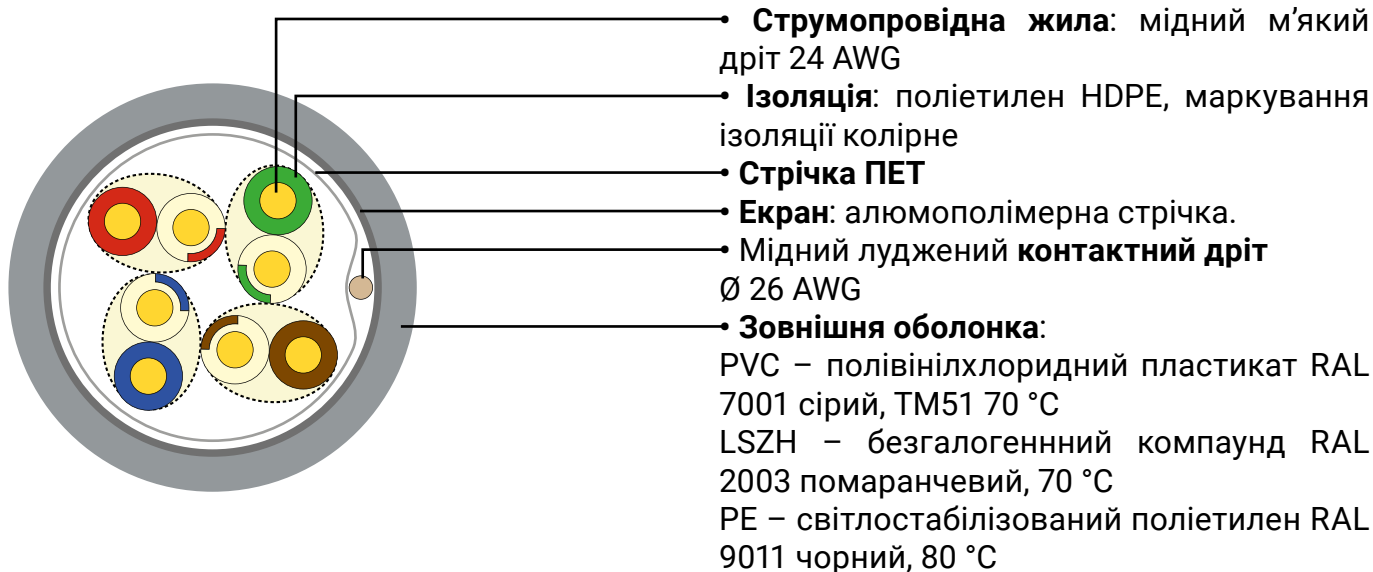 • Струмопровідна жила: мідний м’який
дріт 24 AWG
• Ізоляція: поліетилен HDPE, маркування
ізоляції колірне
• Стрічка ПЕТ
• Екран: алюмополімерна стрічка.
• Мідний луджений контактний дріт
Ø 26 AWG
• Зовнішня оболонка:
PVC – полівінілхлоридний пластикат RAL
7001 сірий, TM51 70 °C
LSZH – безгалогеннний компаунд RAL
2003 помаранчевий, 70 °C
PE – світлостабілізований поліетилен RAL
9011 чорний, 80 °C